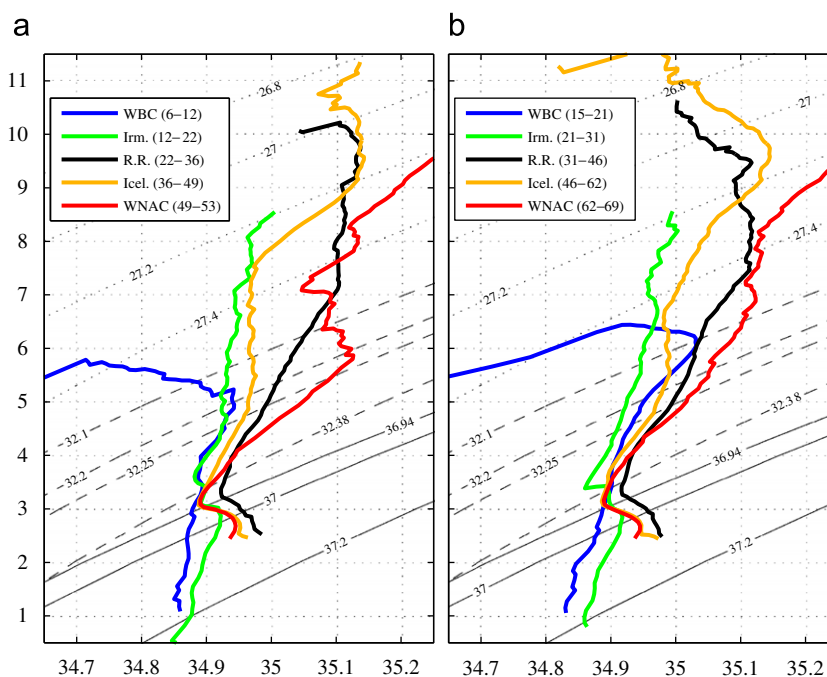 a
b
11
10
9
8
7
6
5
4
3
2
1
WBC (6−12)
Irm. (12−22)
R.R. (22−36)
Icel. (36−49)
WNAC (49−53)
26.8
27
27.2
27.4
32.1
32.2
32.25
32.38
36.94
37
37.2
34.7 34.8 34.9 35 35.1 35.2
WBC (15−21)
Irm. (21−31)
R.R. (31−46)
Icel. (46−62)
WNAC (62−69)
26.8
27
27.2
27.4
32.1
32.2
32.25
32.38
36.94
37.2
37
34.7 34.8 34.9 35 35.1 35.2